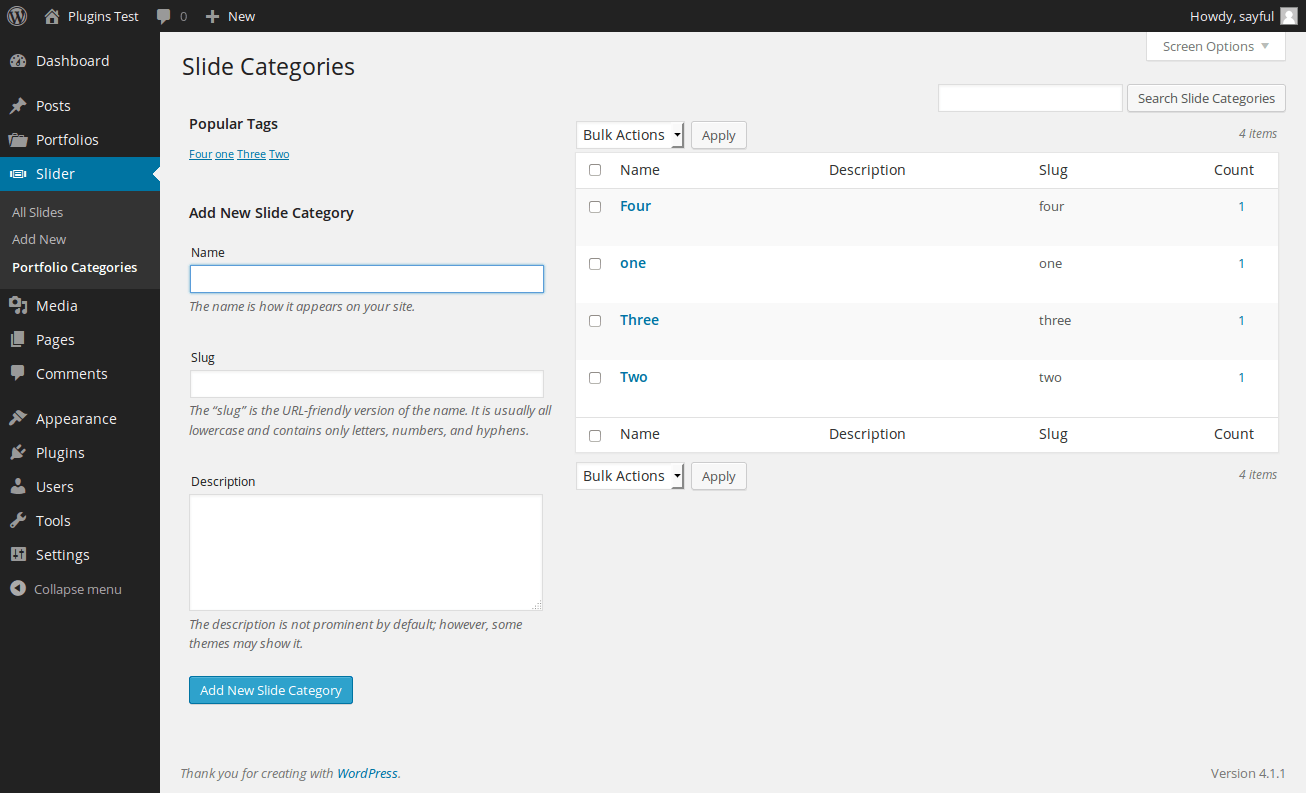 Plugins Test 0 New Howdy, sayful
Dashboard
Posts
Portfolios
Slider
All Slides
Add New
Portfolio Categories
Media
Pages
Comments
Appearance
Plugins
Users
Tools
Settings
Collapse menu
Screen Options
Slide Categories
Search Slide Categories
Popular Tags
Four one Three Two
Add New Slide Category
Name
The name is how it appears on your site.
Slug
The “slug” is the URL-friendly version of the name. It is usually all
lowercase and contains only letters, numbers, and hyphens.
Description
The description is not prominent by default; however, some
themes may show it.
Add New Slide Category
Bulk Actions Apply 4 items
Name Description Slug Count
Four four 1
one one 1
Three three 1
Two two 1
Name Description Slug Count
Bulk Actions Apply 4 items
Thank you for creating with WordPress. Version 4.1.1